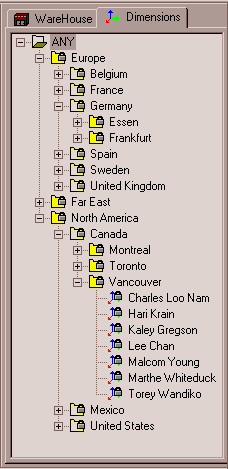 WareHouse Dimensions
ANY
Europe
Belgium
France
Germany
Essen
Frankfurt
Spain
Sweden
United Kingdom
Far East
North America
Canada
Montreal
Toronto
Vancouver
Charles Loo Nam
Hari Krain
Kaley Gregson
Lee Chan
Malcom Young
Marthe Whiteduck
Torey Wandiko
Mexico
United States